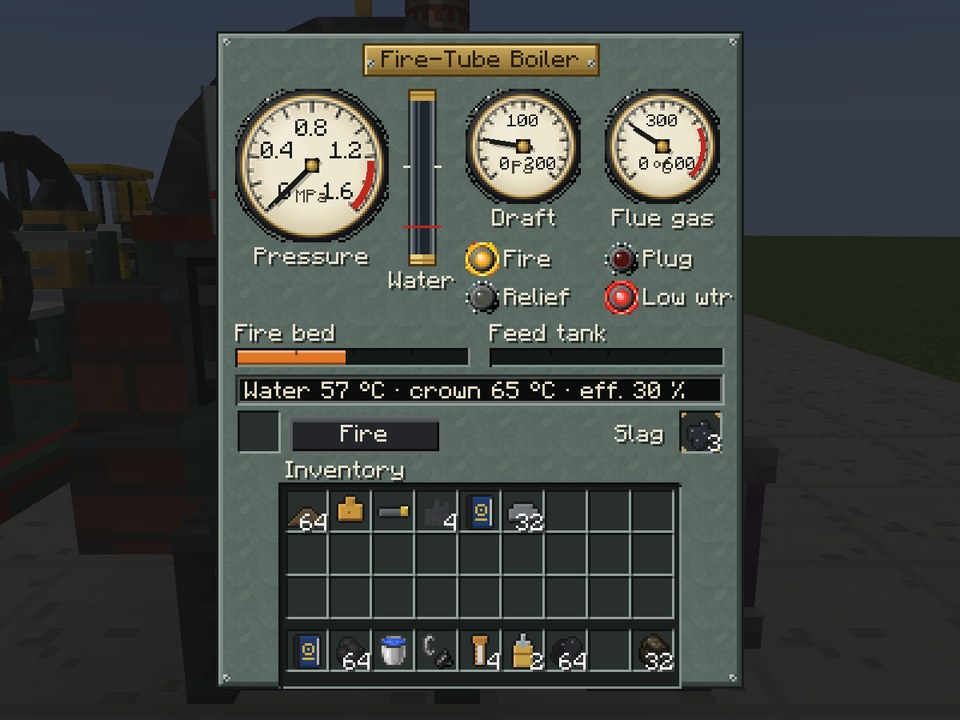 Fire-Tube Boiler
0.8
0.4 1.2
0 MPa 1.6
100
0 Pa 200
300
0 °C 600
Pressure
Water
Draft
Flue gas
Fire
Plug
Relief
Low wtr
Fire bed
Feed tank
Water 57 °C · crown 65 °C · eff. 30 %
Fire
Slag
3
Inventory
64 4 32
64 4 2 64 32